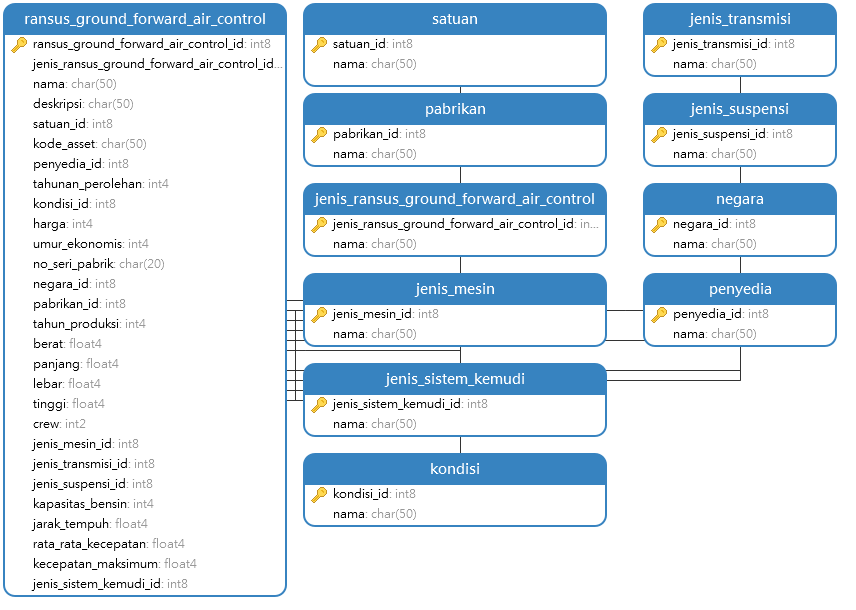 ransus_ground_forward_air_control
ransus_ground_forward_air_control_id: int8
jenis_ransus_ground_forward_air_control_id...
nama: char(50)
deskripsi: char(50)
satuan_id: int8
kode_asset: char(50)
penyedia_id: int8
tahunan_perolehan: int4
kondisi_id: int8
harga: int4
umur_ekonomis: int4
no_seri_pabrik: char(20)
negara_id: int8
pabrikan_id: int8
tahun_produksi: int4
berat: float4
panjang: float4
lebar: float4
tinggi: float4
crew: int2
jenis_mesin_id: int8
jenis_transmisi_id: int8
jenis_suspensi_id: int8
kapasitas_bensin: int4
jarak_tempuh: float4
rata_rata_kecepatan: float4
kecepatan_maksimum: float4
jenis_sistem_kemudi_id: int8
satuan
satuan_id: int8
nama: char(50)
pabrikan
pabrikan_id: int8
nama: char(50)
jenis_ransus_ground_forward_air_control
jenis_ransus_ground_forward_air_control_id: in...
nama: char(50)
jenis_mesin
jenis_mesin_id: int8
nama: char(50)
jenis_sistem_kemudi
jenis_sistem_kemudi_id: int8
nama: char(50)
kondisi
kondisi_id: int8
nama: char(50)
jenis_transmisi
jenis_transmisi_id: int8
nama: char(50)
jenis_suspensi
jenis_suspensi_id: int8
nama: char(50)
negara
negara_id: int8
nama: char(50)
penyedia
penyedia_id: int8
nama: char(50)